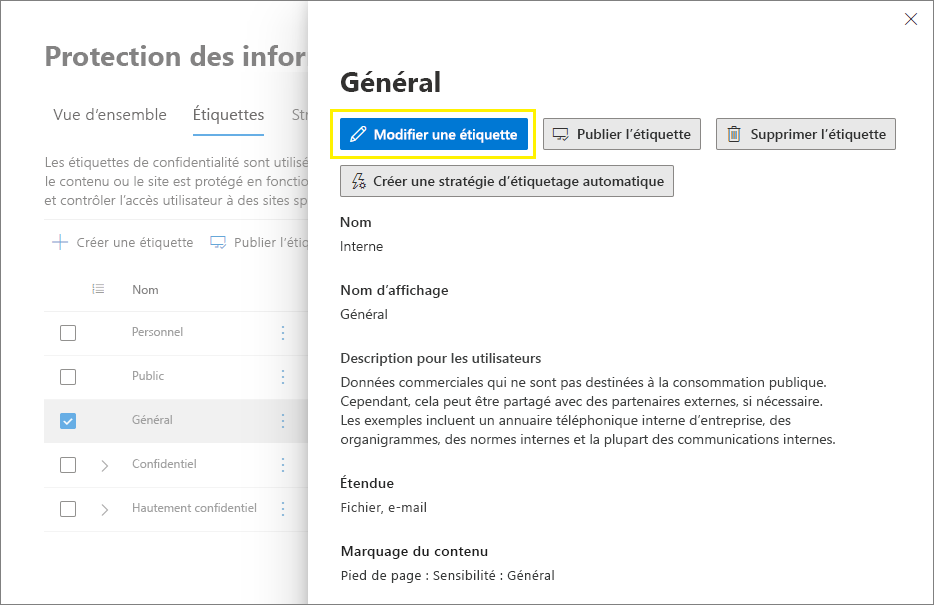 Protection des infor
Vue d’ensemble
Étiquettes
Str
Les étiquettes de confidentialité sont utilisé
le contenu ou le site est protégé en fonctio
et contrôler l’accès utilisateur à des sites sp
Créer une étiquette
Publier l’étiq
Nom
Personnel
Public
Général
Confidentiel
Hautement confidentiel
Général
Modifier une étiquette
Publier l’étiquette
Supprimer l’étiquette
Créer une stratégie d’étiquetage automatique
Nom
Interne
Nom d’affichage
Général
Description pour les utilisateurs
Données commerciales qui ne sont pas destinées à la consommation publique.
Cependant, cela peut être partagé avec des partenaires externes, si nécessaire.
Les exemples incluent un annuaire téléphonique interne d’entreprise, des
organigrammes, des normes internes et la plupart des communications internes.
Étendue
Fichier, e-mail
Marquage du contenu
Pied de page : Sensibilité : Général